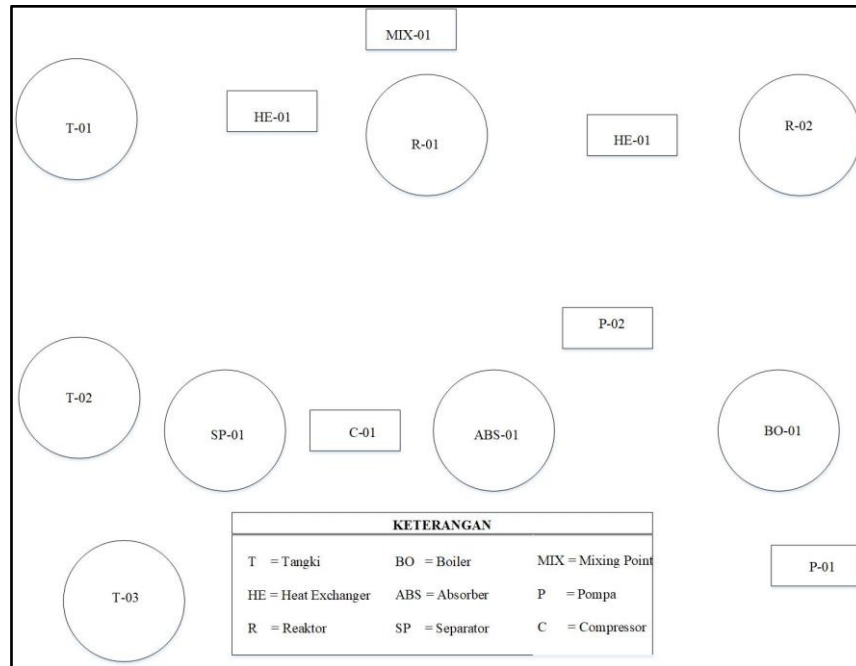 MIX-01
T-01
HE-01
R-01
HE-01
R-02
P-02
T-02
SP-01
C-01
ABS-01
BO-01
KETERANGAN
T = Tangki BO = Boiler MIX = Mixing Point
HE = Heat Exchanger ABS = Absorber P = Pompa
R = Reaktor SP = Separator C = Compressor
P-01
T-03